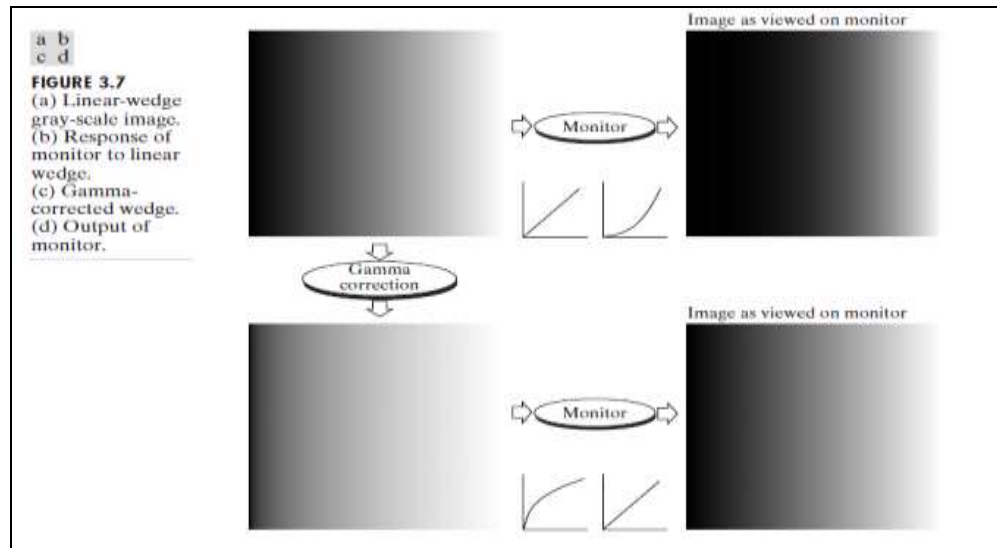 a b
c d
FIGURE 3.7
(a) Linear-wedge
gray-scale image.
(b) Response of
monitor to linear
wedge.
(c) Gamma-
corrected wedge.
(d) Output of
monitor.
Image as viewed on monitor
Monitor
Gamma
correction
Image as viewed on monitor
Monitor